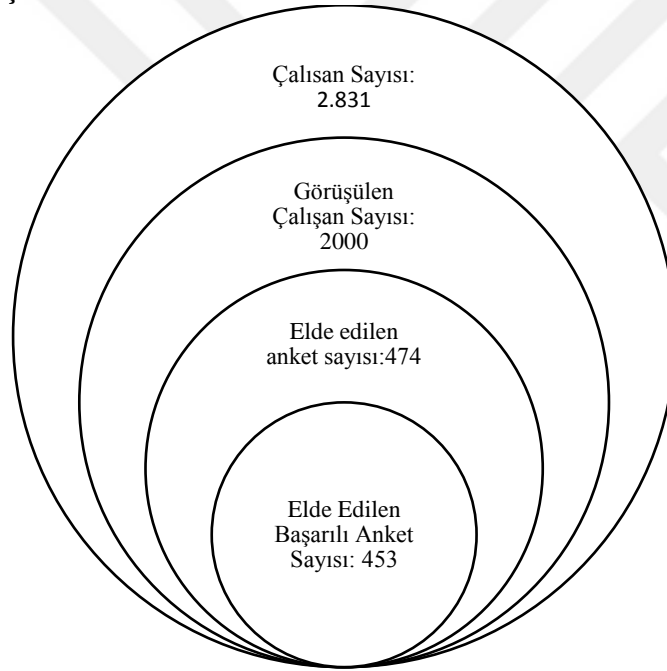 Çalısan Sayısı:
2.831
Görüşülen
Çalışan Sayısı:
2000
Elde edilen
anket sayısı:474
Elde Edilen
Başarılı Anket
Sayısı: 453